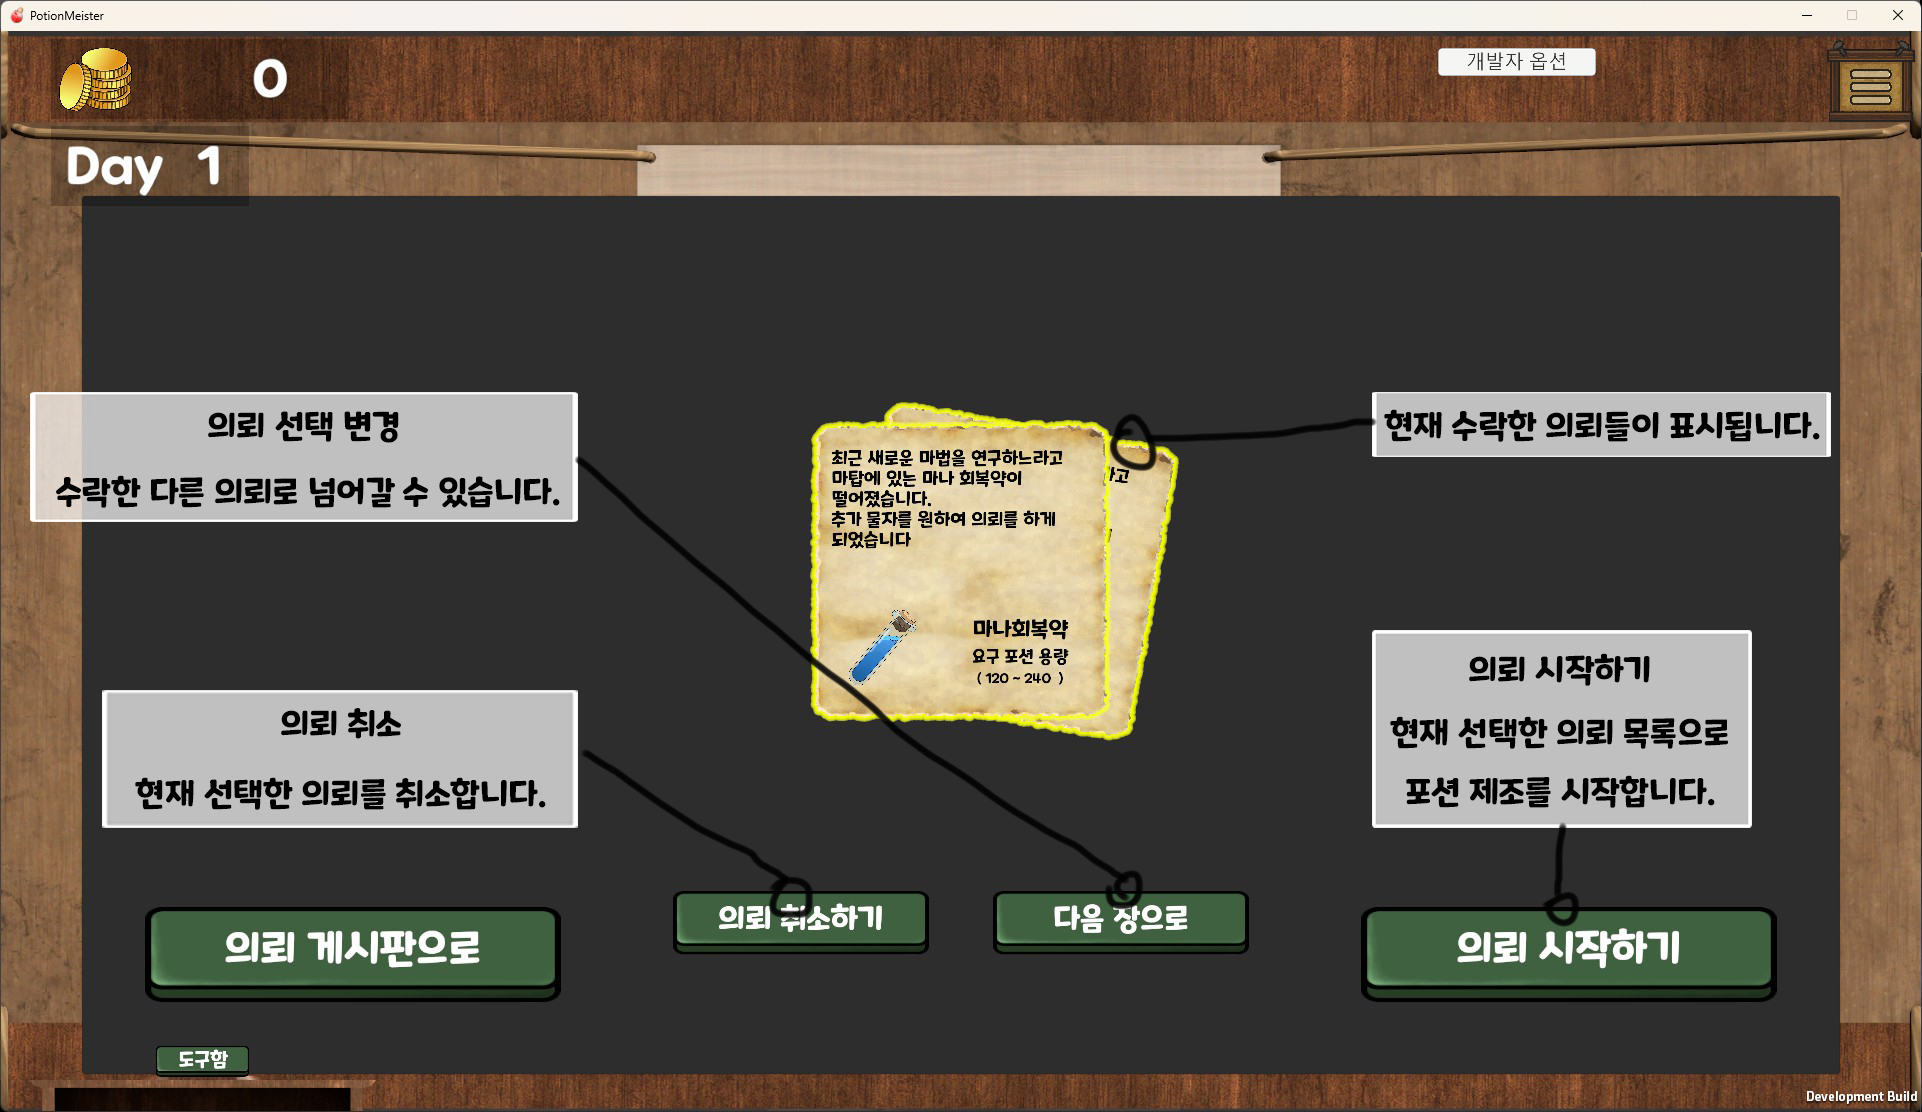 PotionMeister
0
개발자 옵션
Day 1
의뢰 선택 변경
수락한 다른 의뢰로 넘어갈 수 있습니다.
현재 수락한 의뢰들이 표시됩니다.
최근 새로운 마법을 연구하느라고
마탑에 있는 마나 회복약이
떨어졌습니다.
추가 물자를 원하여 의뢰를 하게
되었습니다
라고
마나회복약
요구 포션 용량
( 120 ~ 240 )
의뢰 취소
현재 선택한 의뢰를 취소합니다.
의뢰 시작하기
현재 선택한 의뢰 목록으로
포션 제조를 시작합니다.
의뢰 게시판으로
의뢰 취소하기
다음 장으로
의뢰 시작하기
도구함
Development Build